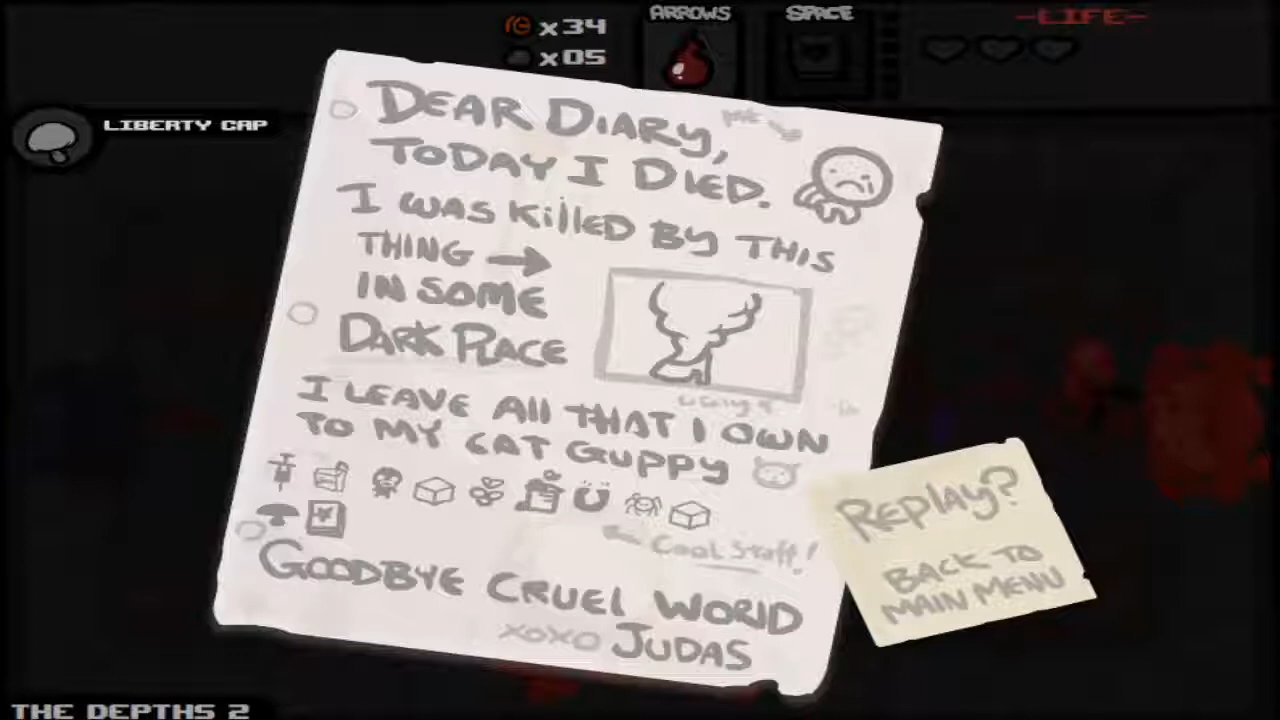 x34
x05
ARROWS
SPACE
-LIFE-
LIBERTY CAP
DEAR DIARY,
TODAY I DIED.
I WAS KILLED BY THIS
THING
IN SOME
DARK PLACE
I LEAVE ALL THAT I OWN
TO MY CAT GUPPY
COOL STUFF!
GOODBYE CRUEL WORLD
XOXO JUDAS
REPLAY?
BACK TO
MAIN MENU
THE DEPTHS 2